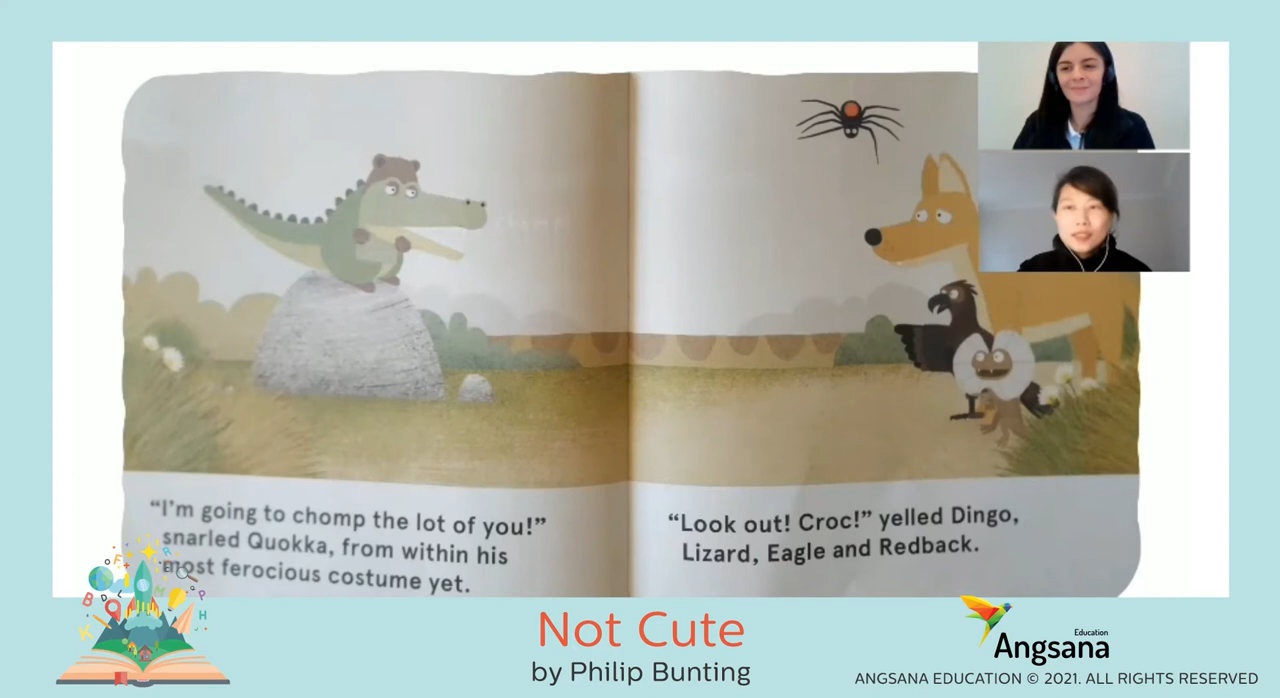 chomp!
“I’m going to chomp the lot of you!”
snarled Quokka, from within his
most ferocious costume yet.
“Look out! Croc!” yelled Dingo,
Lizard, Eagle and Redback.
Not Cute
by Philip Bunting
Education
Angsana
ANGSANA EDUCATION © 2021. ALL RIGHTS RESERVED